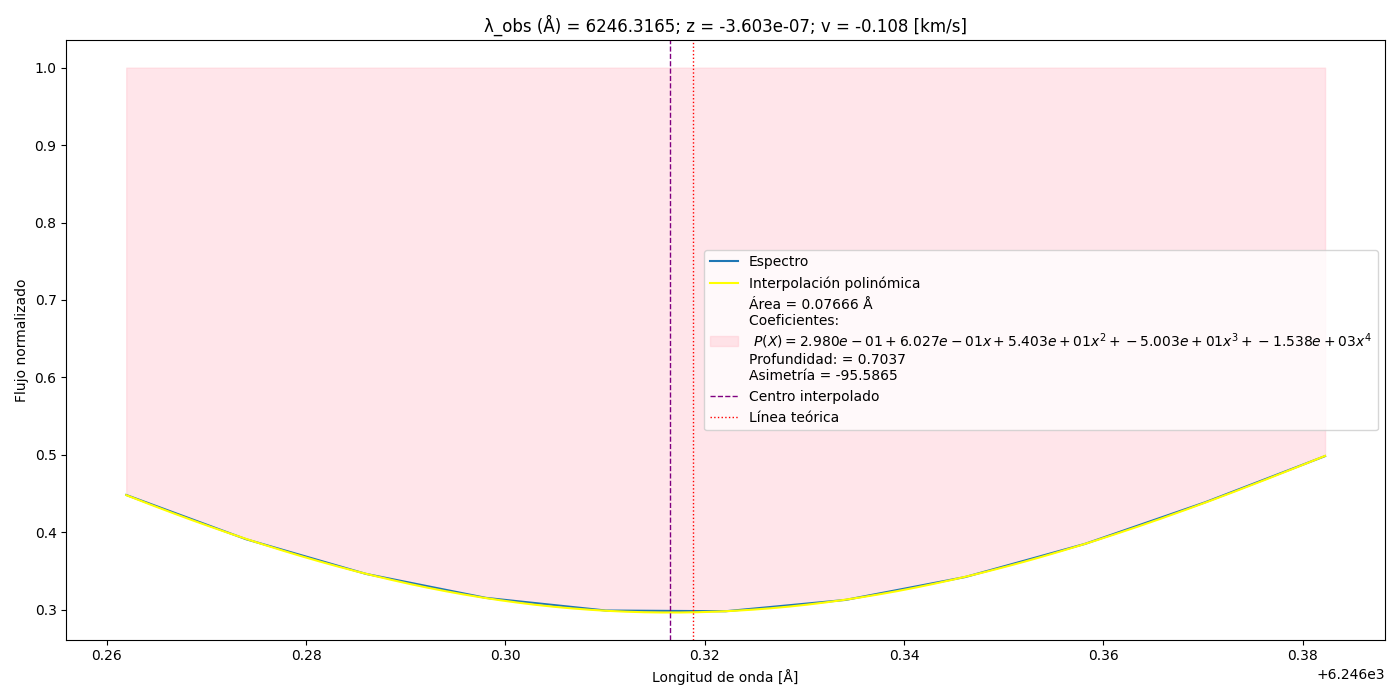 λ_obs (Å) = 6246.3165; z = -3.603e-07; v = -0.108 [km/s]
Flujo normalizado
1.0
0.9
0.8
0.7
0.6
0.5
0.4
0.3
Espectro
Interpolación polinómica
Área = 0.07666 Å
Coeficientes:
P(X) = 2.980e − 01 + 6.027e − 01x + 5.403e + 01x² + −5.003e + 01x³ + −1.538e + 03x⁴
Profundidad: = 0.7037
Asimetría = -95.5865
Centro interpolado
Línea teórica
0.26 0.28 0.30 0.32 0.34 0.36 0.38
+6.246e3
Longitud de onda [Å]